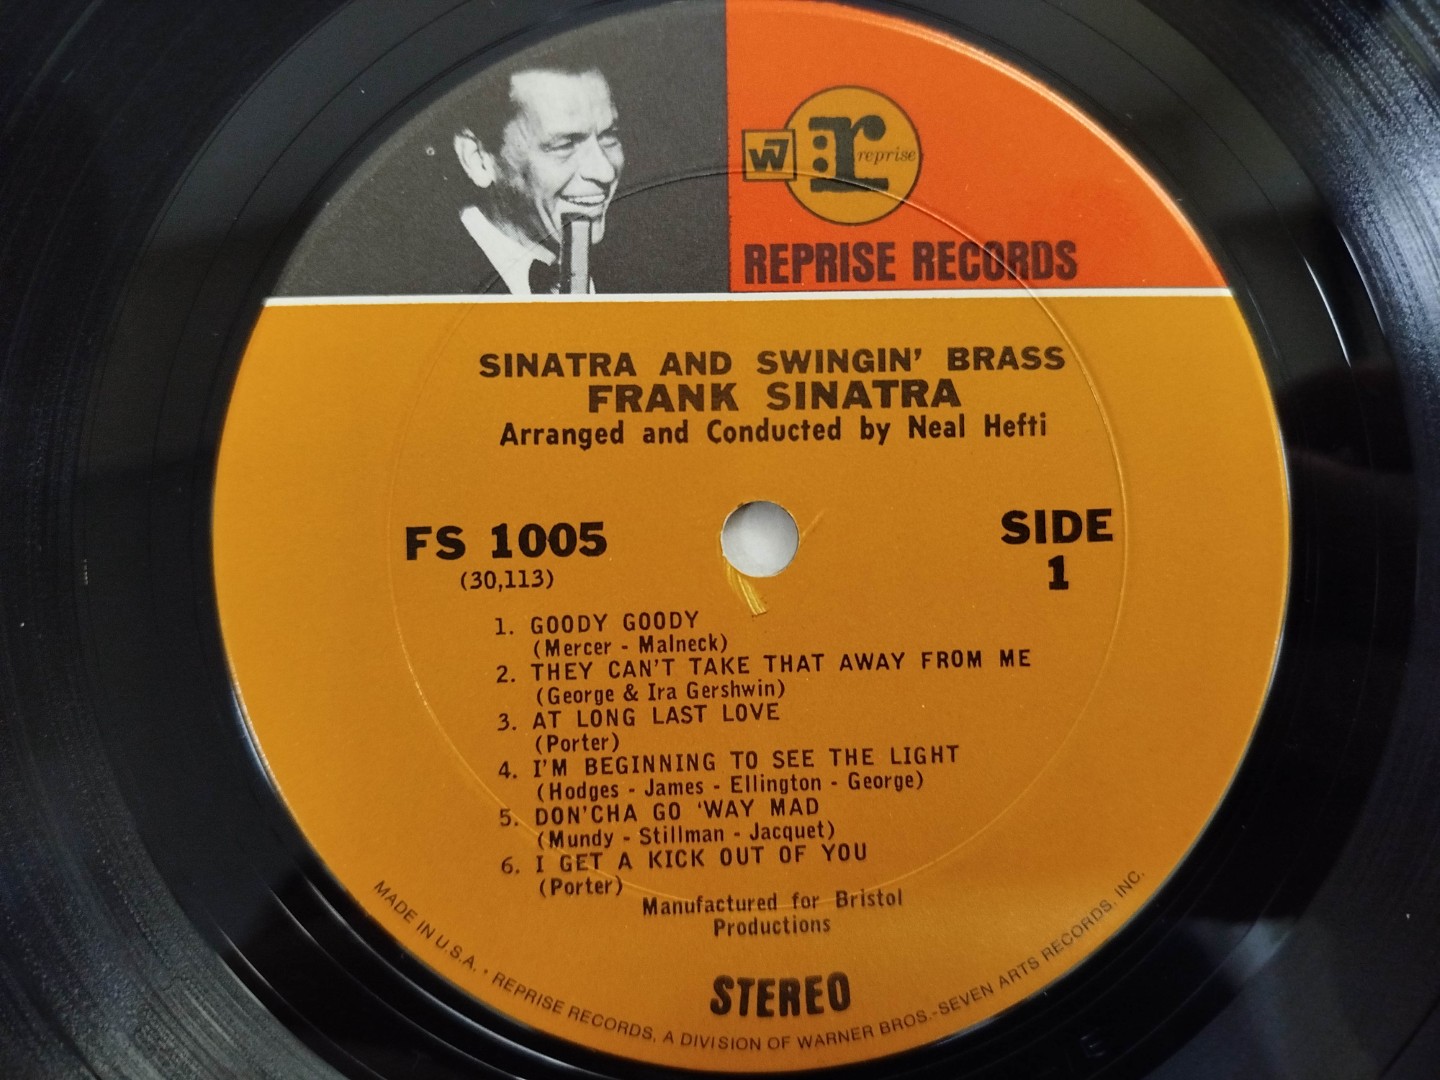 W7 r reprise
REPRISE RECORDS
SINATRA AND SWINGIN' BRASS
FRANK SINATRA
Arranged and Conducted by Neal Hefti
FS 1005
(30,113)
SIDE
1
1. GOODY GOODY
(Mercer - Malneck)
2. THEY CAN'T TAKE THAT AWAY FROM ME
(George & Ira Gershwin)
3. AT LONG LAST LOVE
(Porter)
4. I'M BEGINNING TO SEE THE LIGHT
(Hodges - James - Ellington - George)
5. DON'CHA GO 'WAY MAD
(Mundy - Stillman - Jacquet)
6. I GET A KICK OUT OF YOU
(Porter)
Manufactured for Bristol
Productions
STEREO
MADE IN U.S.A. • REPRISE RECORDS, A DIVISION OF WARNER BROS.-SEVEN ARTS RECORDS, INC.